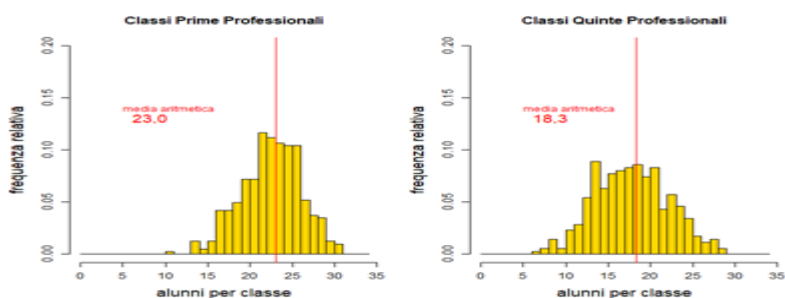 Classi Prime Professionali
frequenza relativa
0.20
0.15
0.10
0.05
0.00
media aritmetica
23.0
0 5 10 15 20 25 30 35
alunni per classe
Classi Quinte Professionali
frequenza relativa
0.20
0.15
0.10
0.05
0.00
media aritmetica
18.3
0 5 10 15 20 25 30 35
alunni per classe